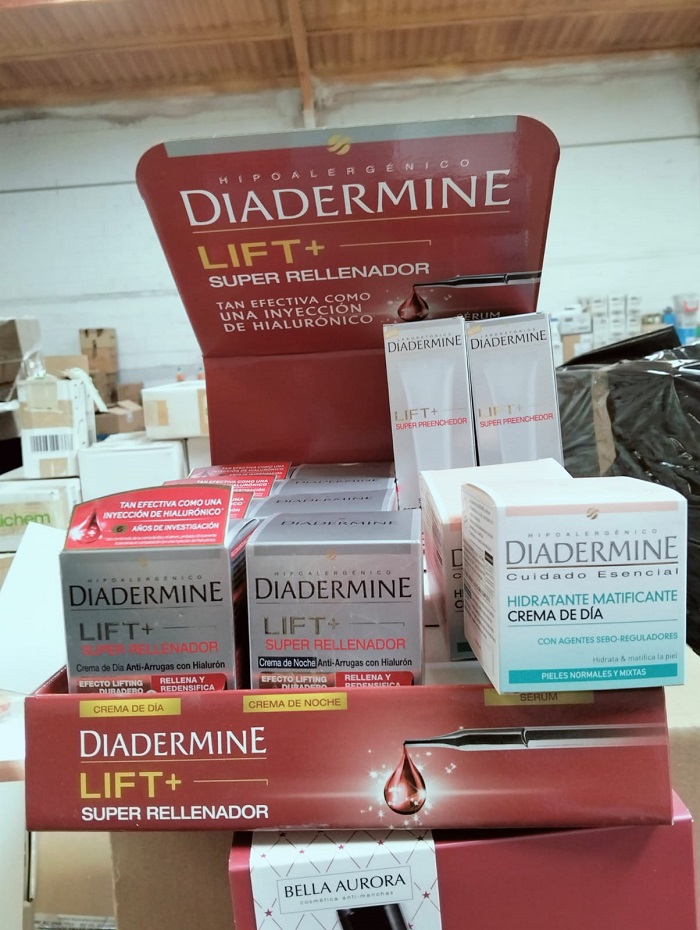 HIPOALERGÉNICO
DIADERMINE
LIFT+
SUPER RELLENADOR
TAN EFECTIVA COMO
UNA INYECCIÓN
DE HIALURÓNICO
SÉRUM
DIADERMINE
LIFT+
SUPER PREENCHEDOR
DIADERMINE
LIFT+
SUPER PREENCHEDOR
DIADERMINE
TAN EFECTIVA COMO UNA
INYECCIÓN DE HIALURÓNICO*
6 AÑOS DE INVESTIGACIÓN
HIPOALERGÉNICO
DIADERMINE
LIFT+
SUPER RELLENADOR
Crema de Día Anti-Arrugas con Hialurón
EFECTO LIFTING
DURADERO
RELLENA Y
REDENSIFICA
DIADERMINE
HIPOALERGÉNICO
DIADERMINE
LIFT+
SUPER RELLENADOR
Crema de Noche Anti-Arrugas con Hialurón
EFECTO LIFTING
DURADERO
RELLENA Y
REDENSIFICA
HIPOALERGÉNICO
DIADERMINE
Cuidado Esencial
HIDRATANTE MATIFICANTE
CREMA DE DÍA
CON AGENTES SEBO-REGULADORES
Hidrata & matifica la piel
PIELES NORMALES Y MIXTAS
CREMA DE DÍA
CREMA DE NOCHE
SÉRUM
DIADERMINE
LIFT+
SUPER RELLENADOR
BELLA AURORA
cosmética anti-manchas